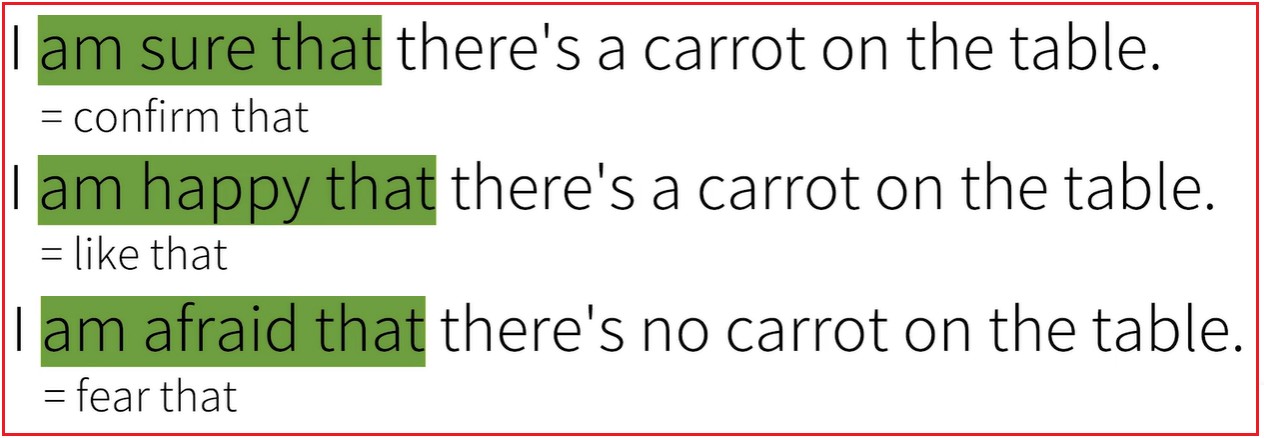 I am sure that there's a carrot on the table.
= confirm that
I am happy that there's a carrot on the table.
= like that
I am afraid that there's no carrot on the table.
= fear that